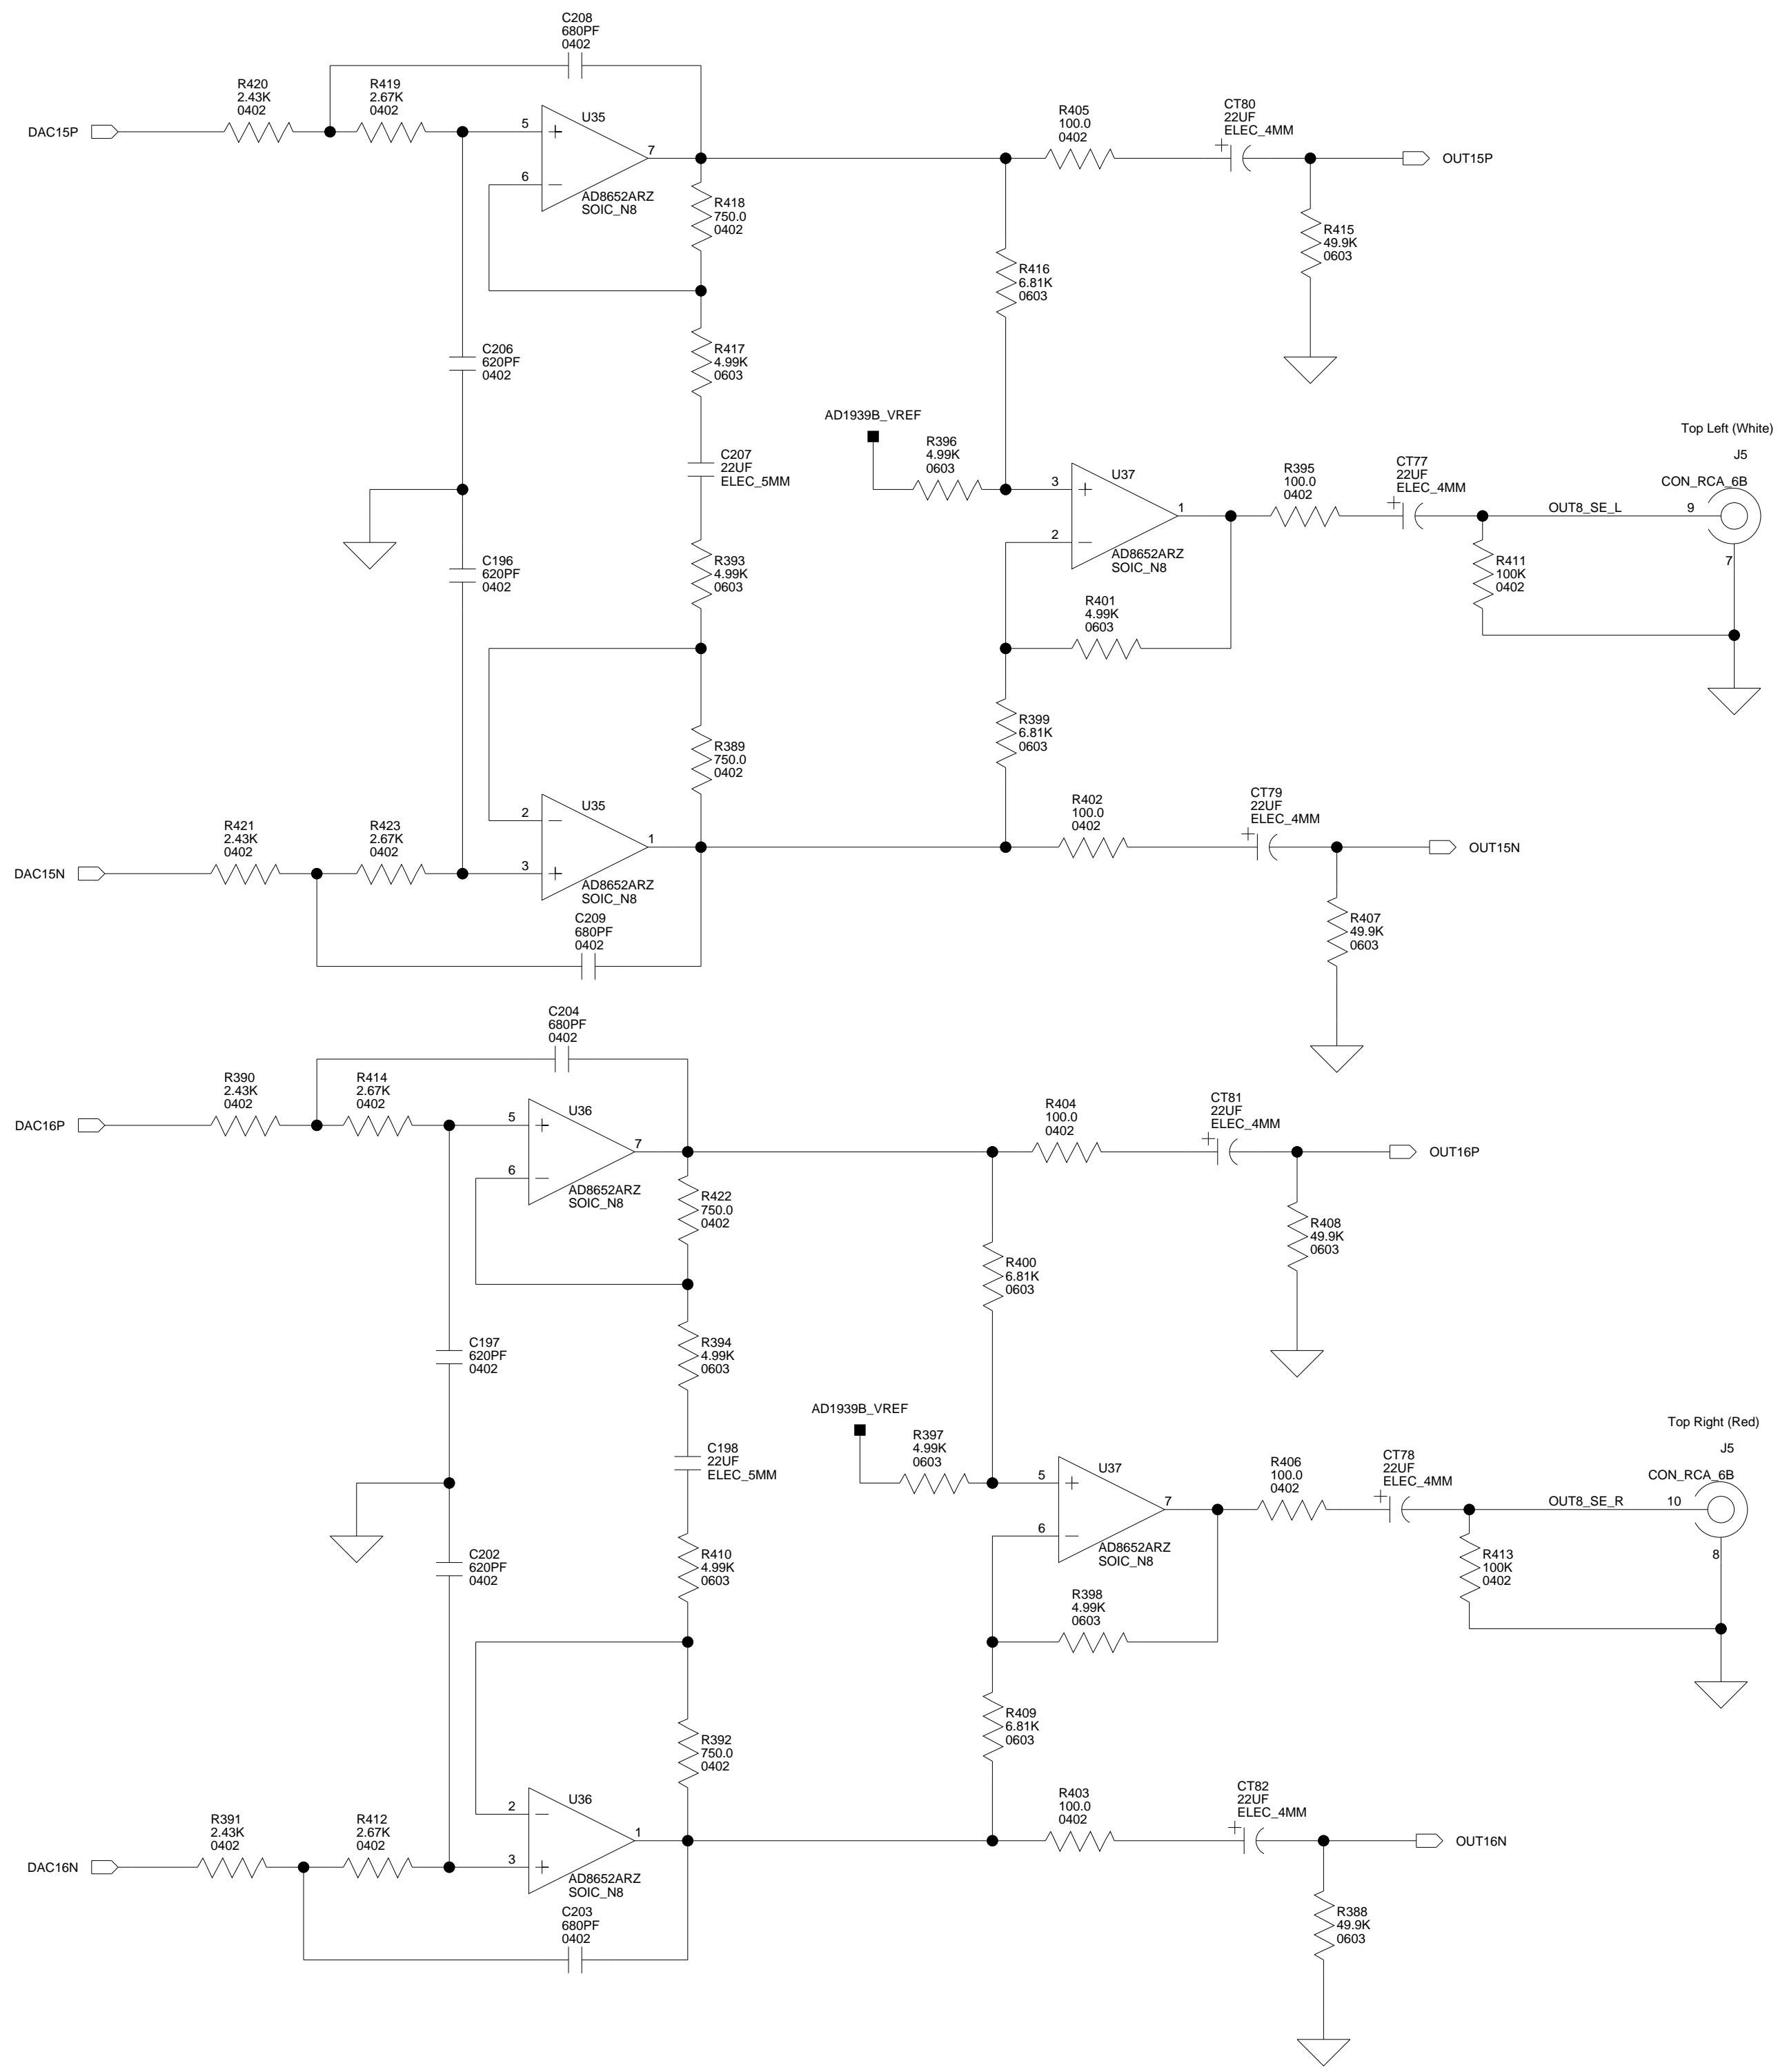 C208
680PF
0402
R420
2.43K
0402
R419
2.67K
0402
DAC15P
5
+
U35
7
6
−
AD8652ARZ
SOIC_N8
R405
100.0
0402
CT80
22UF
ELEC_4MM
+
OUT15P
R418
750.0
0402
R415
49.9K
0603
R416
6.81K
0603
C206
620PF
0402
R417
4.99K
0603
AD1939B_VREF
R396
4.99K
0603
C207
22UF
ELEC_5MM
Top Left (White)
J5
CON_RCA_6B
3
+
U37
1
2
−
AD8652ARZ
SOIC_N8
R395
100.0
0402
CT77
22UF
ELEC_4MM
+
OUT8_SE_L
9
7
C196
620PF
0402
R393
4.99K
0603
R411
100K
0402
R401
4.99K
0603
R399
6.81K
0603
R389
750.0
0402
U35
2
−
1
3
+
AD8652ARZ
SOIC_N8
R421
2.43K
0402
R423
2.67K
0402
DAC15N
R402
100.0
0402
CT79
22UF
ELEC_4MM
+
OUT15N
C209
680PF
0402
R407
49.9K
0603
C204
680PF
0402
R390
2.43K
0402
R414
2.67K
0402
DAC16P
5
+
U36
7
6
−
AD8652ARZ
SOIC_N8
R404
100.0
0402
CT81
22UF
ELEC_4MM
+
OUT16P
R422
750.0
0402
R408
49.9K
0603
R400
6.81K
0603
C197
620PF
0402
R394
4.99K
0603
AD1939B_VREF
R397
4.99K
0603
C198
22UF
ELEC_5MM
Top Right (Red)
J5
CON_RCA_6B
5
+
U37
7
6
−
AD8652ARZ
SOIC_N8
R406
100.0
0402
CT78
22UF
ELEC_4MM
+
OUT8_SE_R
10
8
C202
620PF
0402
R410
4.99K
0603
R413
100K
0402
R398
4.99K
0603
R409
6.81K
0603
R392
750.0
0402
U36
2
−
1
3
+
AD8652ARZ
SOIC_N8
R391
2.43K
0402
R412
2.67K
0402
DAC16N
R403
100.0
0402
CT82
22UF
ELEC_4MM
+
OUT16N
C203
680PF
0402
R388
49.9K
0603